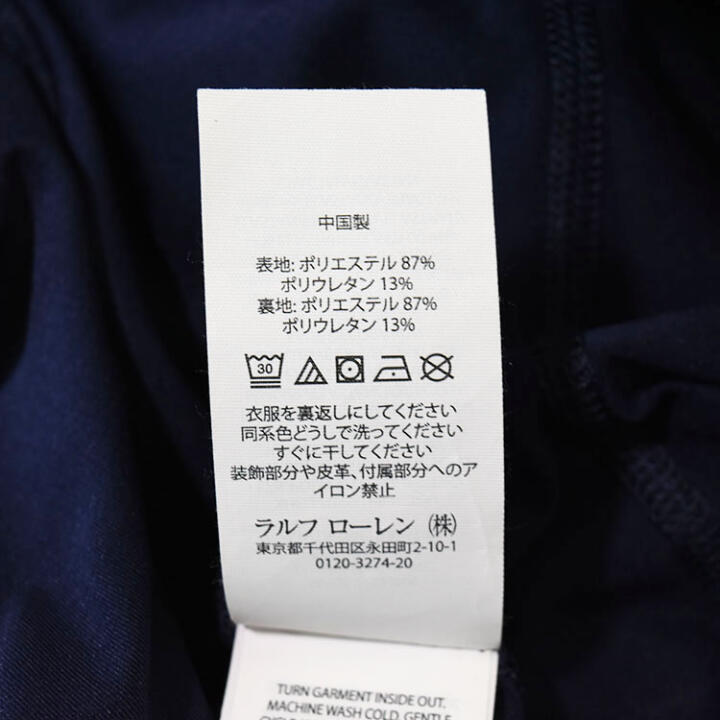 中国製
表地: ポリエステル 87%
ポリウレタン 13%
裏地: ポリエステル 87%
ポリウレタン 13%
30
衣服を裏返しにしてください
同系色どうしで洗ってください
すぐに干してください
装飾部分や皮革、付属部分へのア
イロン禁止
ラルフ ローレン ㈱
東京都千代田区永田町2-10-1
0120-3274-20
TURN GARMENT INSIDE OUT.
MACHINE WASH COLD, GENTLE